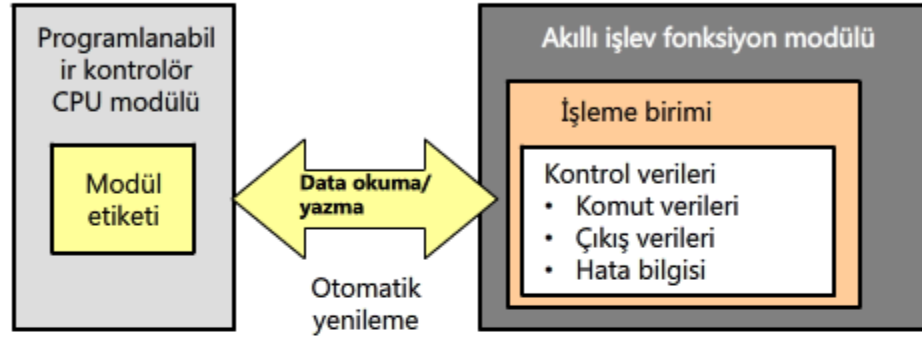 Programlanabil
ir kontrolör
CPU modülü
Modül
etiketi
Data okuma/
yazma
Otomatik
yenileme
Akıllı işlev fonksiyon modülü
İşleme birimi
Kontrol verileri
• Komut verileri
• Çıkış verileri
• Hata bilgisi